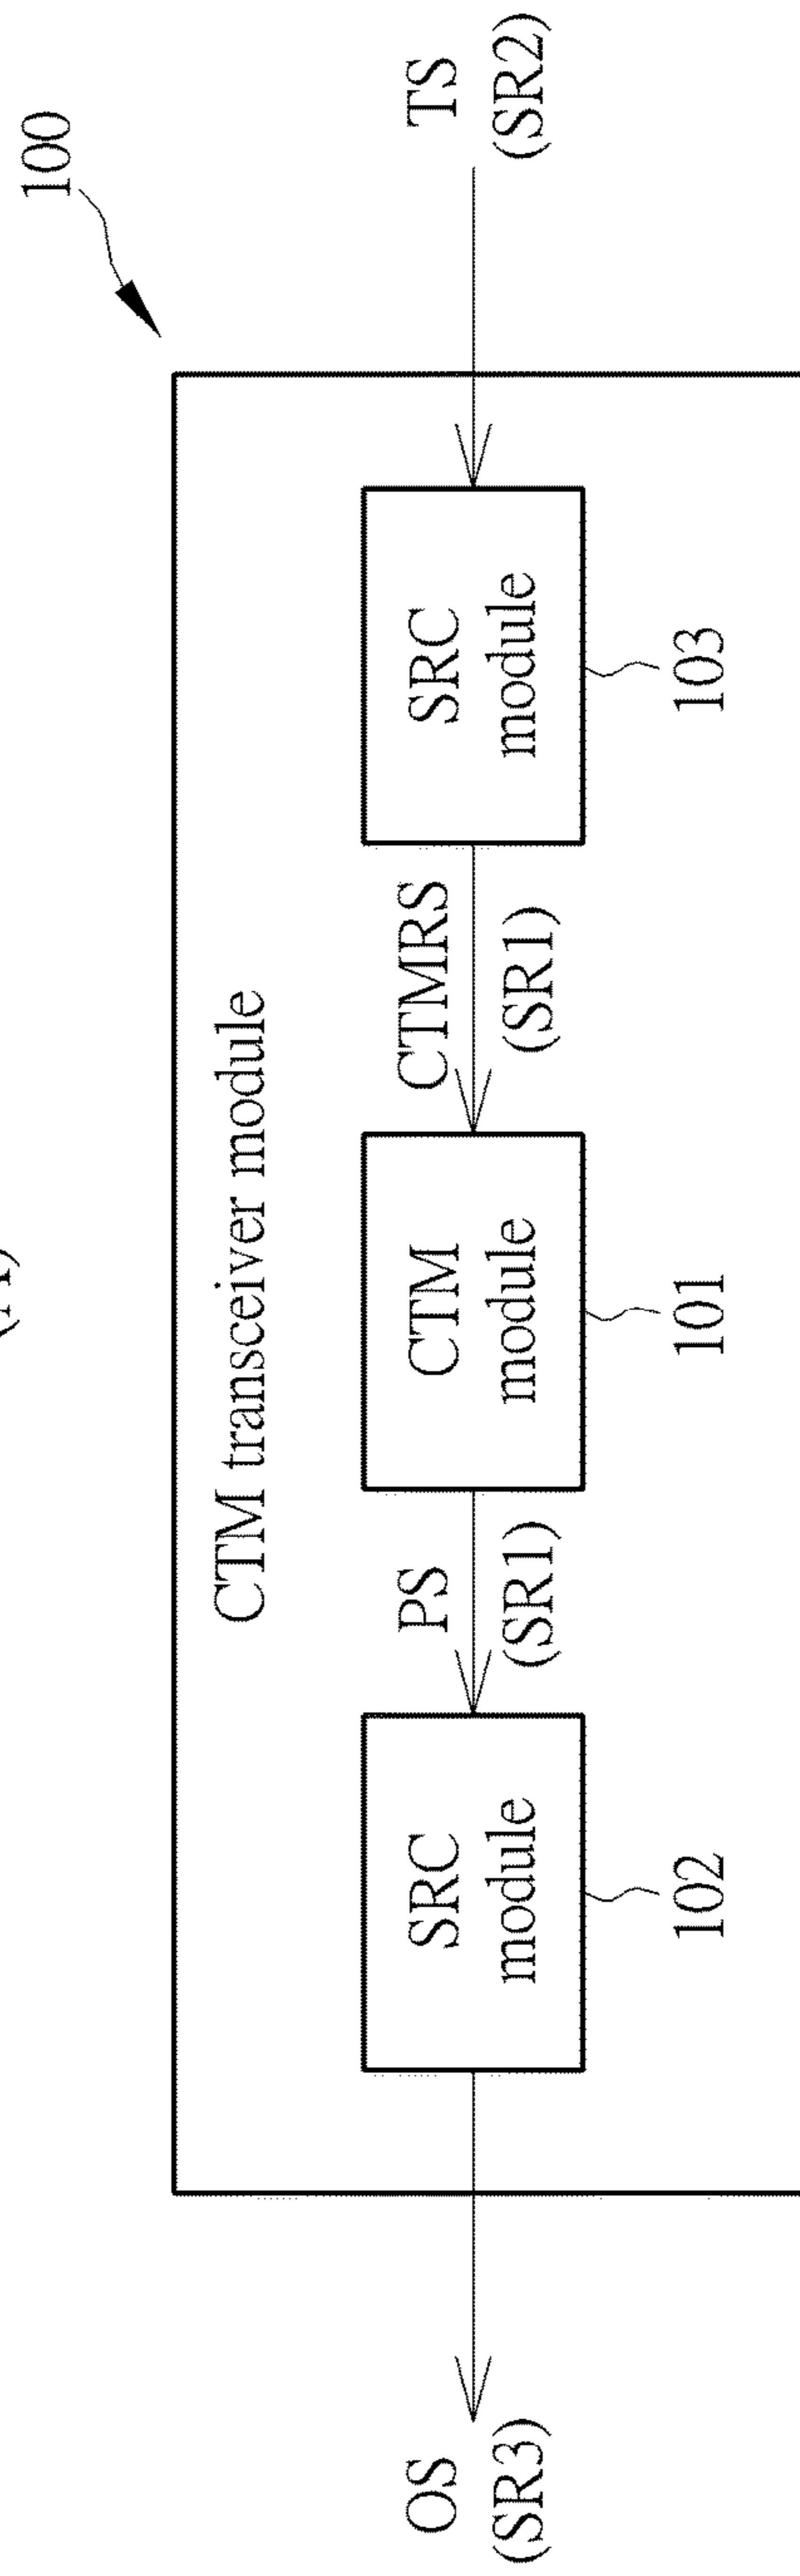 100
CTM transceiver module
OS
(SR3)
SRC
module
102
PS
(SR1)
CTM
module
101
CTMRS
(SR1)
SRC
module
103
TS
(SR2)